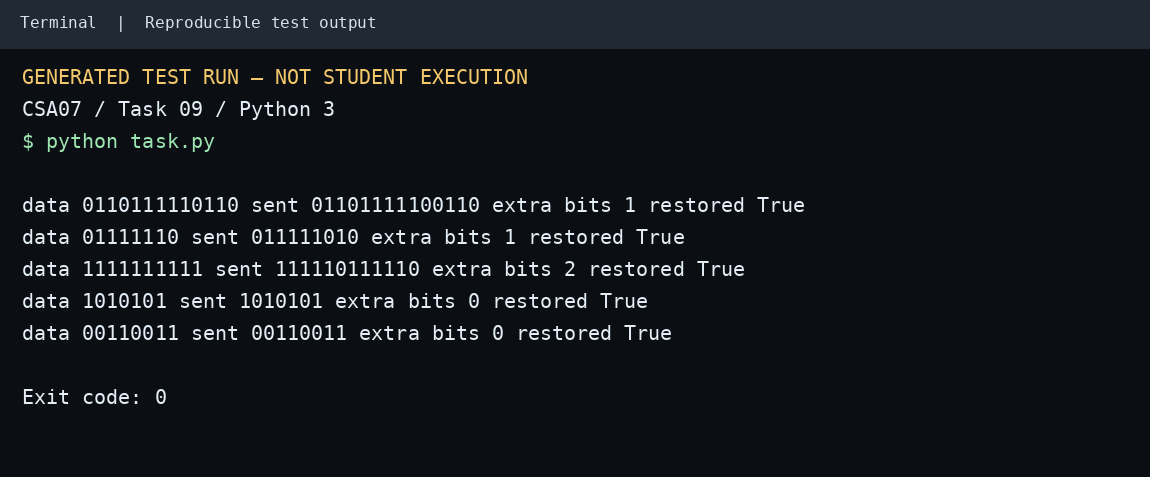 Terminal  |  Reproducible test output
GENERATED TEST RUN — NOT STUDENT EXECUTION
CSA07 / Task 09 / Python 3
$ python task.py
data 0110111110110 sent 01101111100110 extra bits 1 restored True
data 01111110 sent 011111010 extra bits 1 restored True
data 1111111111 sent 111110111110 extra bits 2 restored True
data 1010101 sent 1010101 extra bits 0 restored True
data 00110011 sent 00110011 extra bits 0 restored True
Exit code: 0